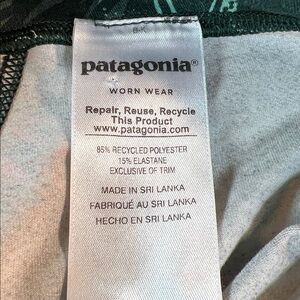 patagonia®
WORN WEAR
Repair, Reuse, Recycle
This Product
www.patagonia.com
85% RECYCLED POLYESTER
15% ELASTANE
EXCLUSIVE OF TRIM
MADE IN SRI LANKA
FABRIQUÉ AU SRI LANKA
HECHO EN SRI LANKA